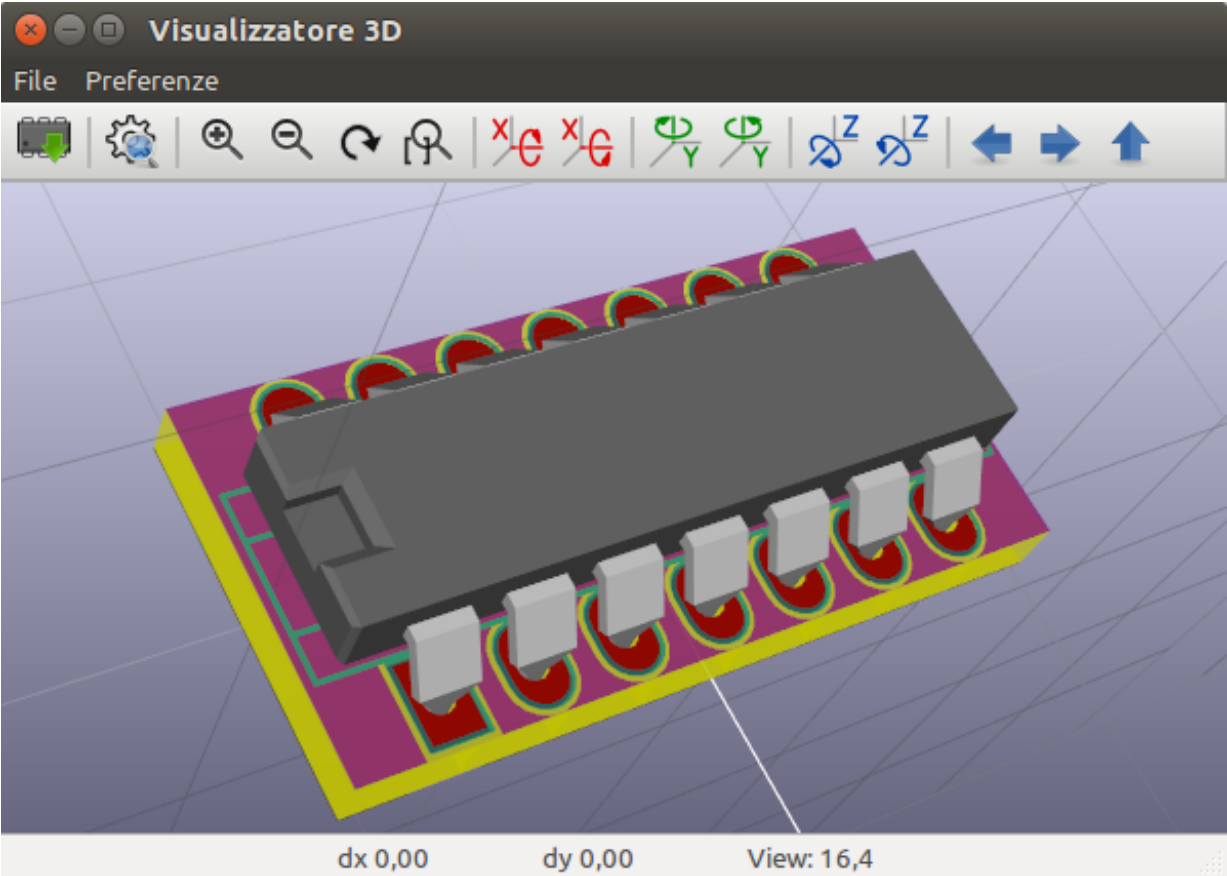 Visualizzatore 3D
File Preferenze
X X Y Y Z Z
dx 0,00 dy 0,00 View: 16,4